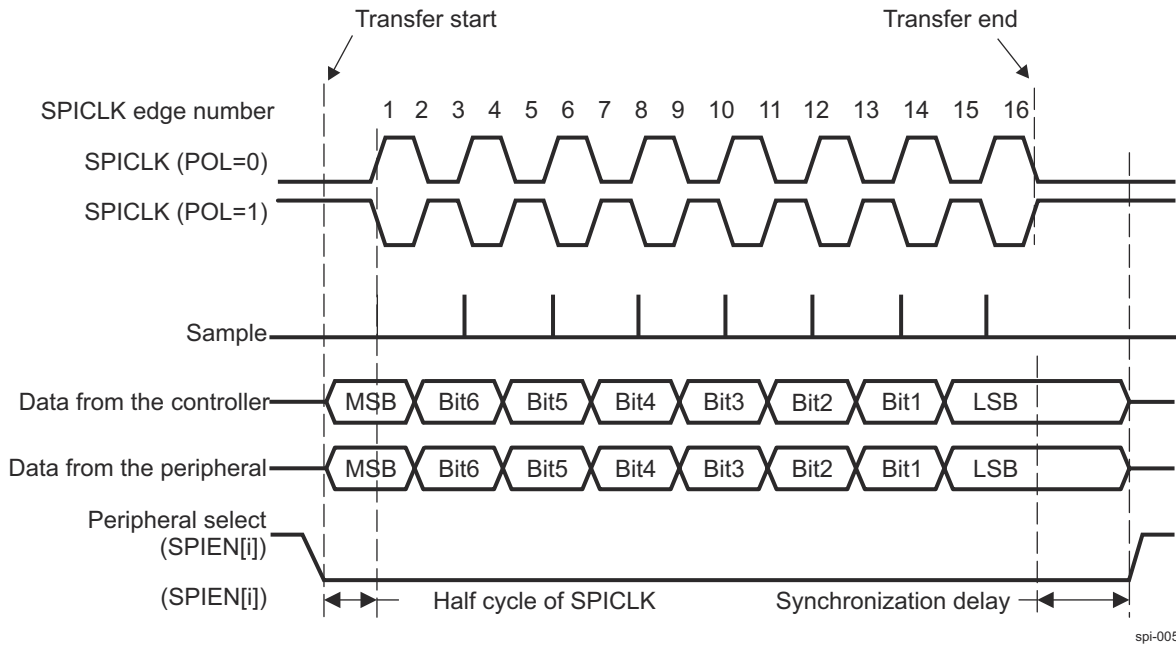 Transfer start
Transfer end
SPICLK edge number 1 2 3 4 5 6 7 8 9 10 11 12 13 14 15 16
SPICLK (POL=0)
SPICLK (POL=1)
Sample
Data from the controller MSB Bit6 Bit5 Bit4 Bit3 Bit2 Bit1 LSB
Data from the peripheral MSB Bit6 Bit5 Bit4 Bit3 Bit2 Bit1 LSB
Peripheral select
(SPIEN[i])
(SPIEN[i]) Half cycle of SPICLK Synchronization delay
spi-005